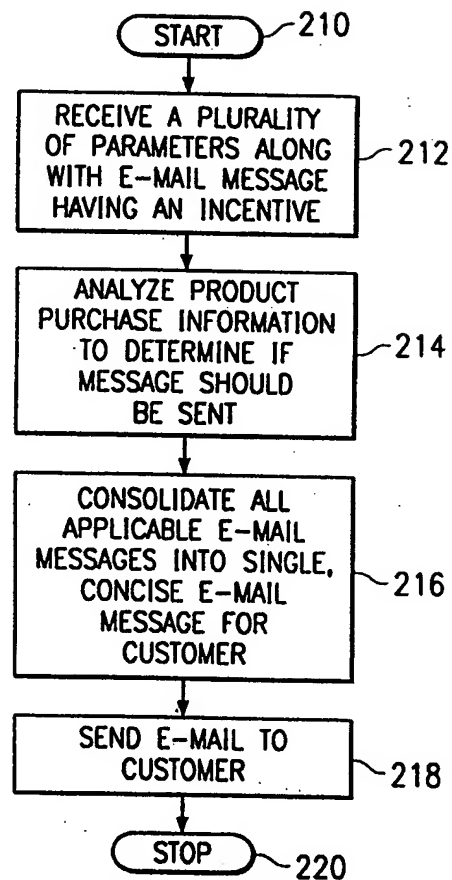 START
210
RECEIVE A PLURALITY
OF PARAMETERS ALONG
WITH E-MAIL MESSAGE
HAVING AN INCENTIVE
212
ANALYZE PRODUCT
PURCHASE INFORMATION
TO DETERMINE IF
MESSAGE SHOULD
BE SENT
214
CONSOLIDATE ALL
APPLICABLE E-MAIL
MESSAGES INTO SINGLE,
CONCISE E-MAIL
MESSAGE FOR
CUSTOMER
216
SEND E-MAIL TO
CUSTOMER
218
STOP
220